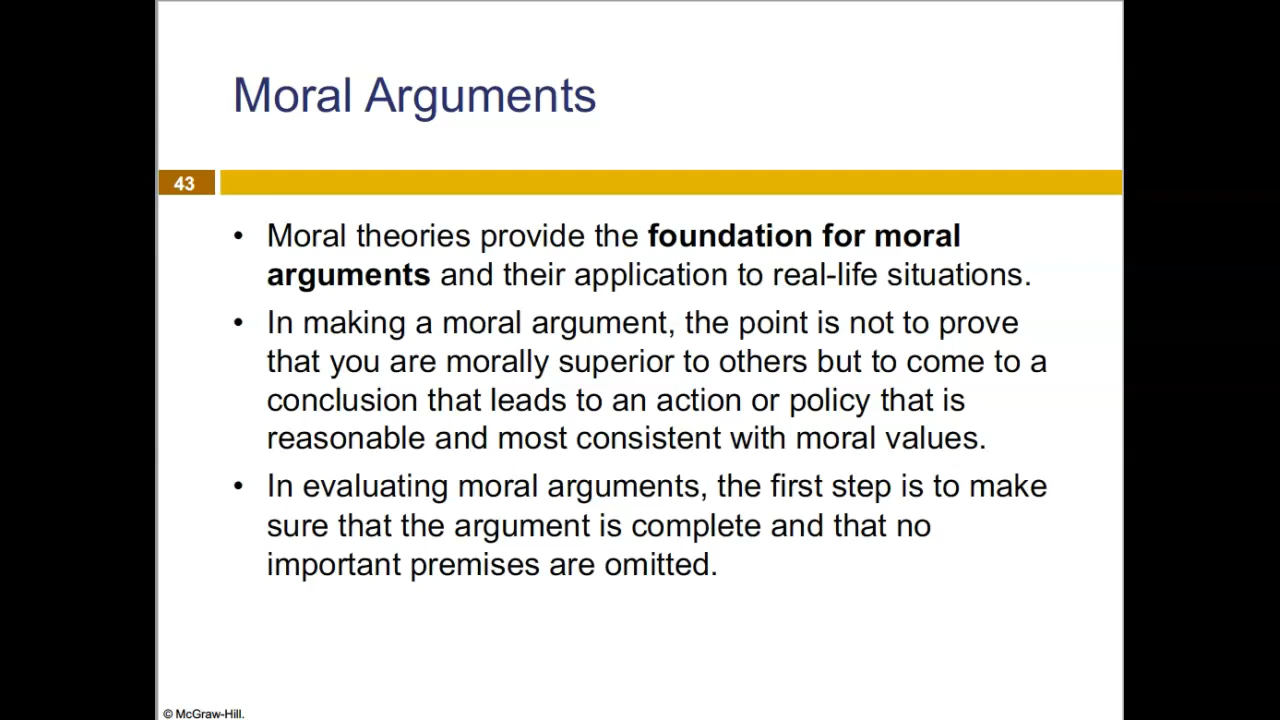 Moral Arguments
43
• Moral theories provide the foundation for moral
arguments and their application to real-life situations.
• In making a moral argument, the point is not to prove
that you are morally superior to others but to come to a
conclusion that leads to an action or policy that is
reasonable and most consistent with moral values.
• In evaluating moral arguments, the first step is to make
sure that the argument is complete and that no
important premises are omitted.
© McGraw-Hill.